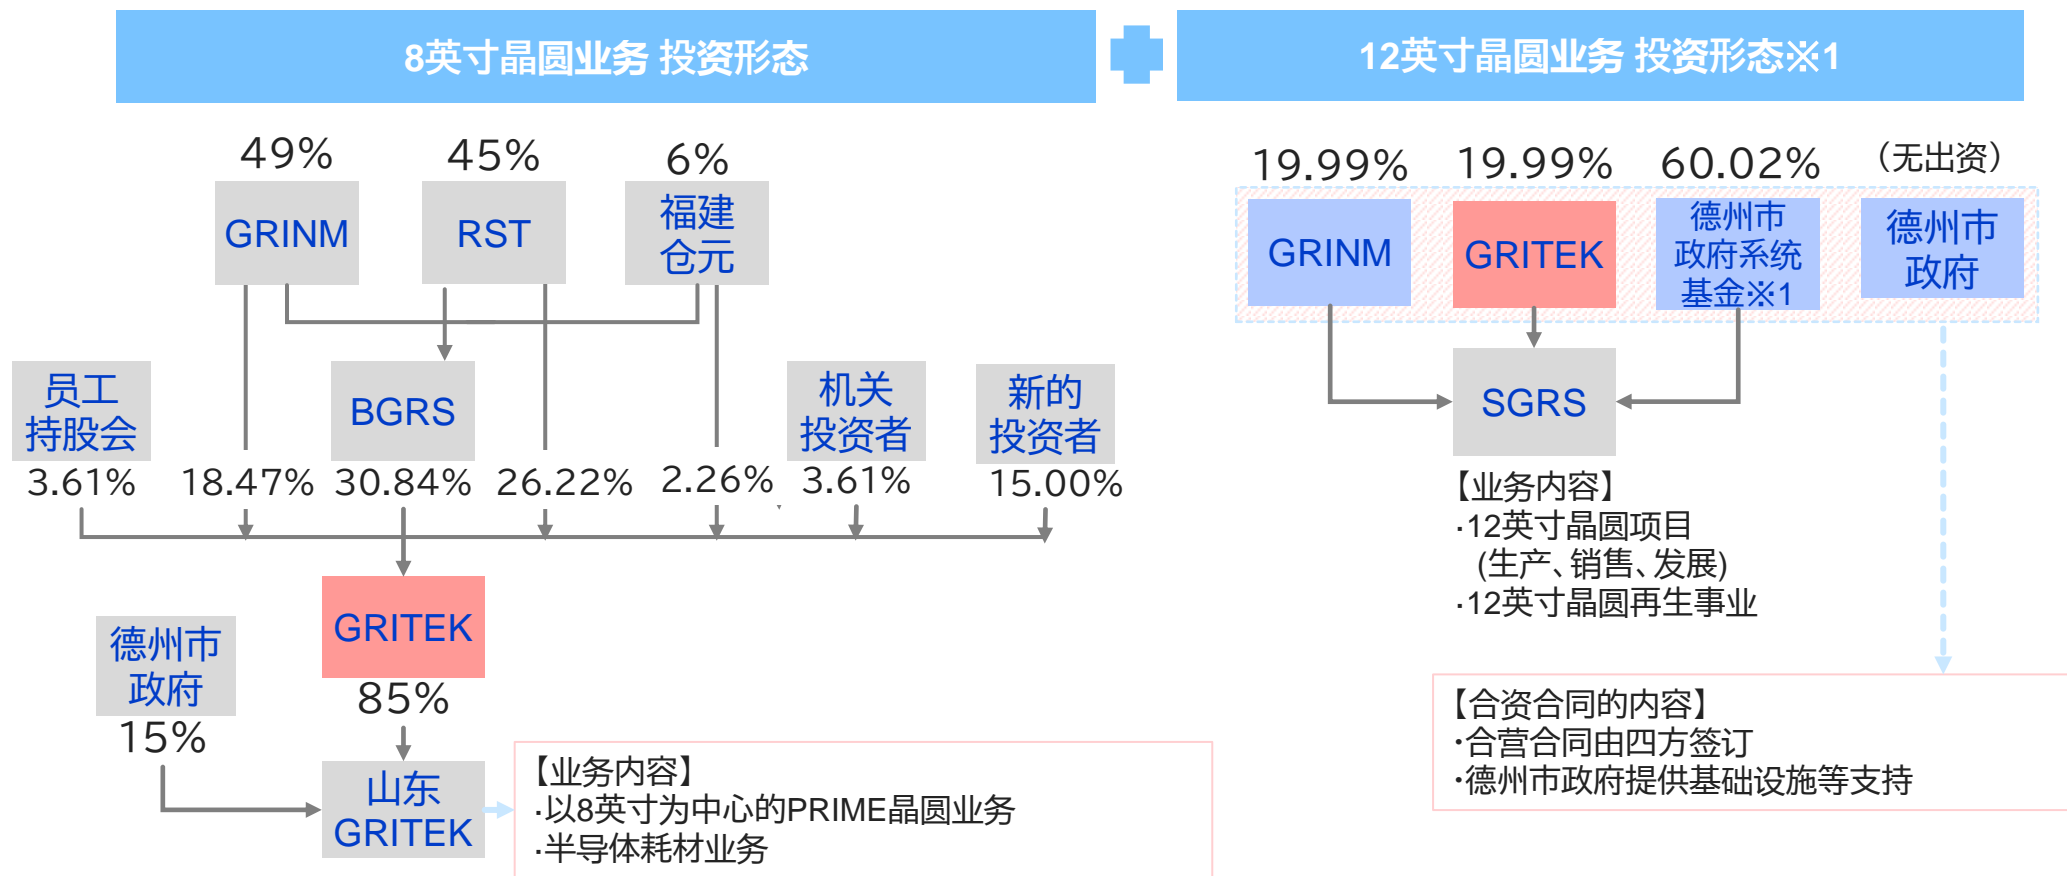 8英寸晶圆业务 投资形态
12英寸晶圆业务 投资形态※1
49%
45%
6%
GRINM
RST
福建
仓元
员工
持股会
BGRS
机关
投资者
新的
投资者
3.61%
18.47%
30.84%
26.22%
2.26%
3.61%
15.00%
GRITEK
德州市
政府
85%
15%
山东
GRITEK
【业务内容】
·以8英寸为中心的PRIME晶圆业务
·半导体耗材业务
19.99%
19.99%
60.02%
（无出资）
GRINM
GRITEK
德州市
政府系统
基金※1
德州市
政府
SGRS
【业务内容】
·12英寸晶圆项目
(生产、销售、发展)
·12英寸晶圆再生事业
【合资合同的内容】
·合营合同由四方签订
·德州市政府提供基础设施等支持